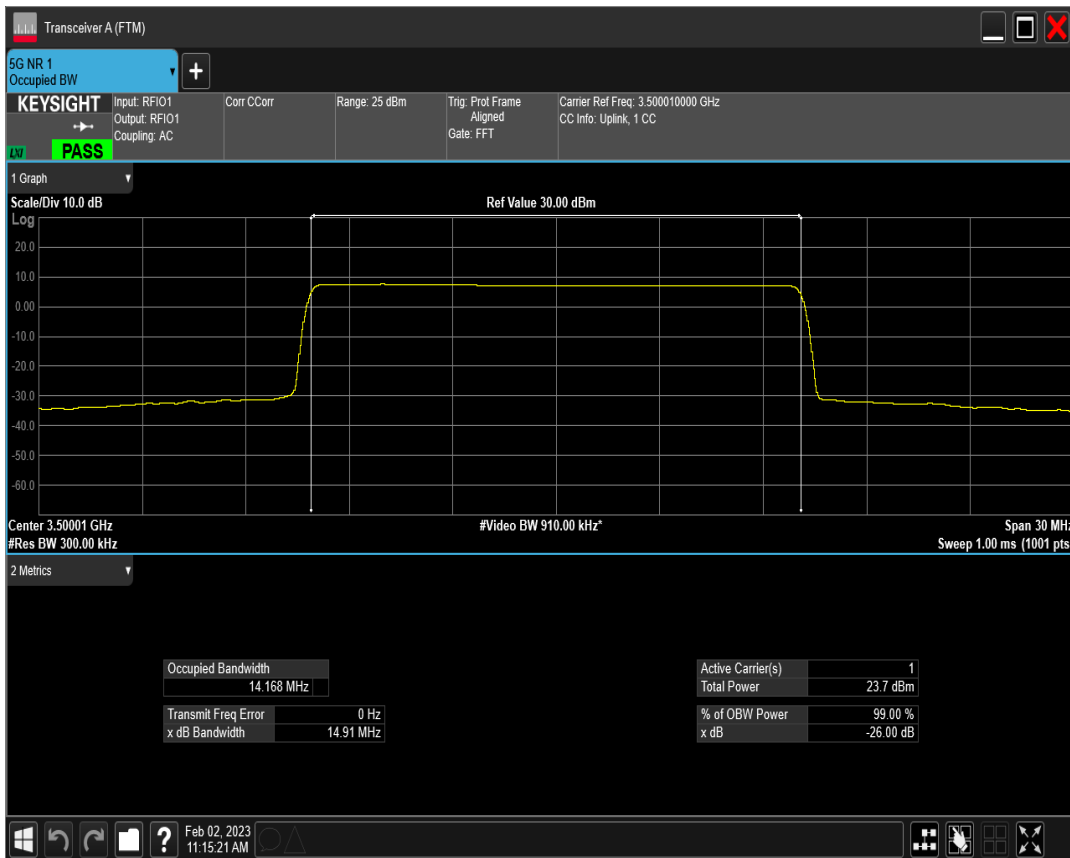 Transceiver A (FTM)
5G NR 1
Occupied BW
+
KEYSIGHT
LXI
PASS
Input: RFIO1
Output: RFIO1
Coupling: AC
Corr CCorr
Range: 25 dBm
Trig: Prot Frame
Aligned
Gate: FFT
Carrier Ref Freq: 3.500010000 GHz
CC Info: Uplink, 1 CC
1 Graph
Scale/Div 10.0 dB
Ref Value 30.00 dBm
Log
20.0
10.0
0.00
-10.0
-20.0
-30.0
-40.0
-50.0
-60.0
Center 3.50001 GHz
#Video BW 910.00 kHz*
Span 30 MHz
#Res BW 300.00 kHz
Sweep 1.00 ms (1001 pts
2 Metrics
Occupied Bandwidth
14.168 MHz
Transmit Freq Error 0 Hz
x dB Bandwidth 14.91 MHz
Active Carrier(s) 1
Total Power 23.7 dBm
% of OBW Power 99.00 %
x dB -26.00 dB
?
Feb 02, 2023
11:15:21 AM